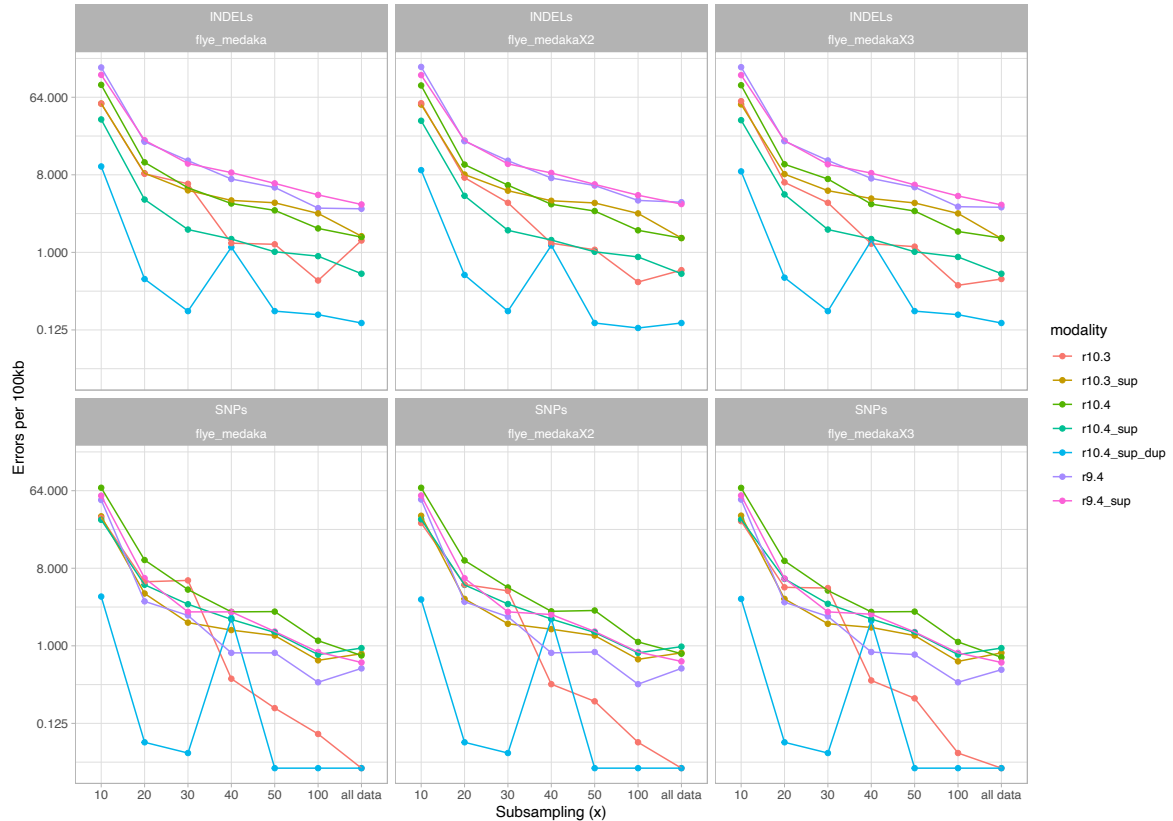 INDELs INDELs INDELs
flye_medaka flye_medakaX2 flye_medakaX3
64.000
8.000
1.000
0.125
Errors per 100kb
SNPs SNPs SNPs
flye_medaka flye_medakaX2 flye_medakaX3
64.000
8.000
1.000
0.125
10 20 30 40 50 100 all data 10 20 30 40 50 100 all data 10 20 30 40 50 100 all data
Subsampling (x)
modality
r10.3
r10.3_sup
r10.4
r10.4_sup
r10.4_sup_dup
r9.4
r9.4_sup